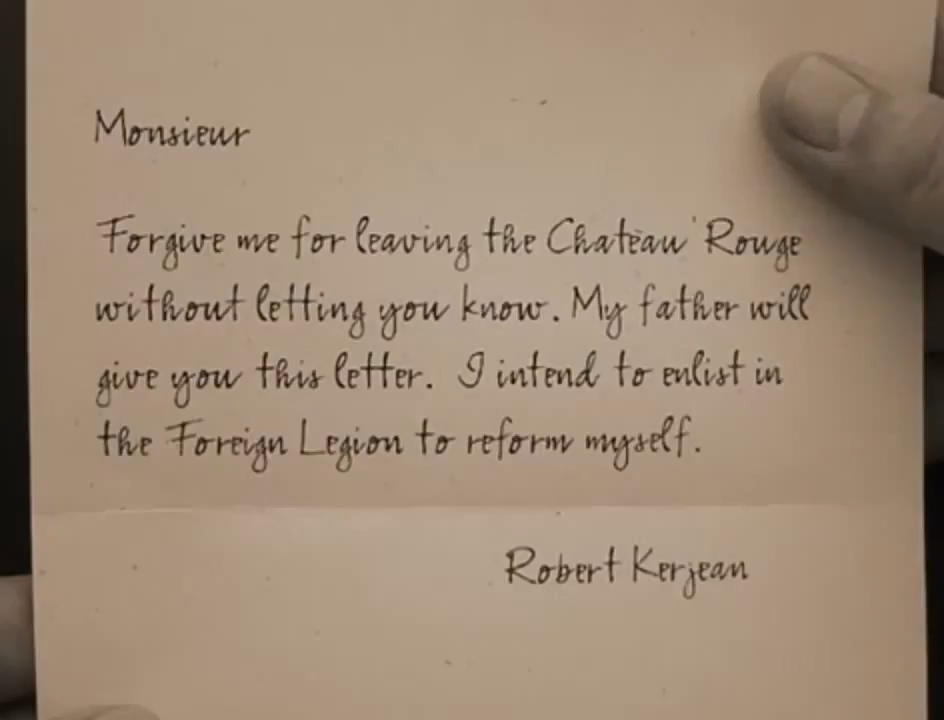 Monsieur
Forgive me for leaving the Chateau Rouge
without letting you know. My father will
give you this letter. I intend to enlist in
the Foreign Legion to reform myself.
Robert Kerjean